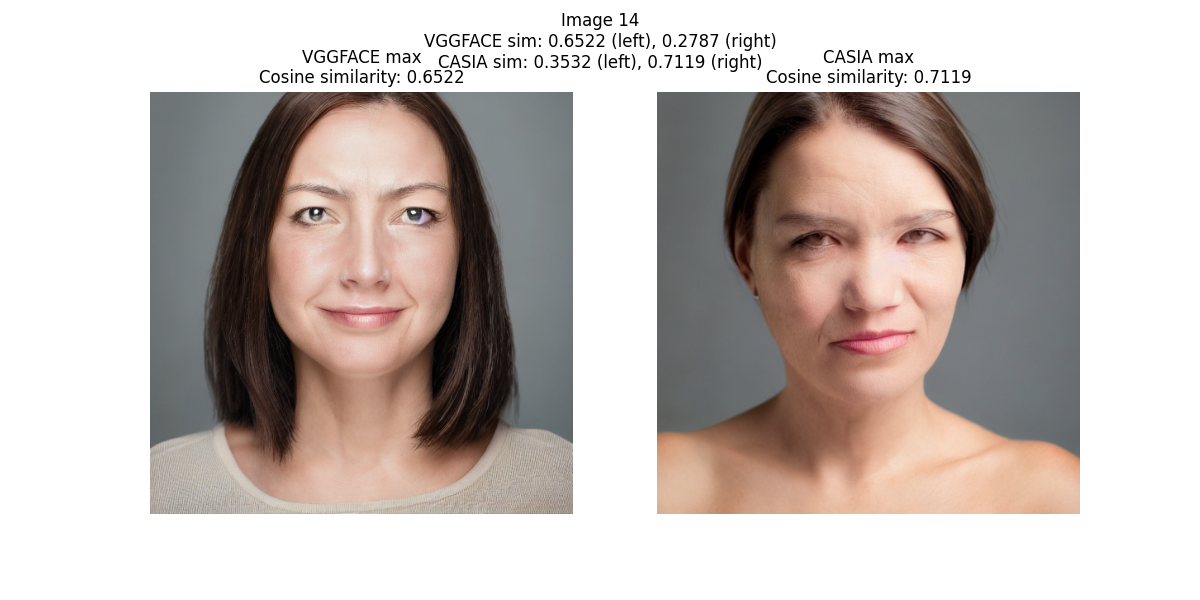 Image 14
VGGFACE sim: 0.6522 (left), 0.2787 (right)
CASIA sim: 0.3532 (left), 0.7119 (right)
VGGFACE max
Cosine similarity: 0.6522
CASIA max
Cosine similarity: 0.7119